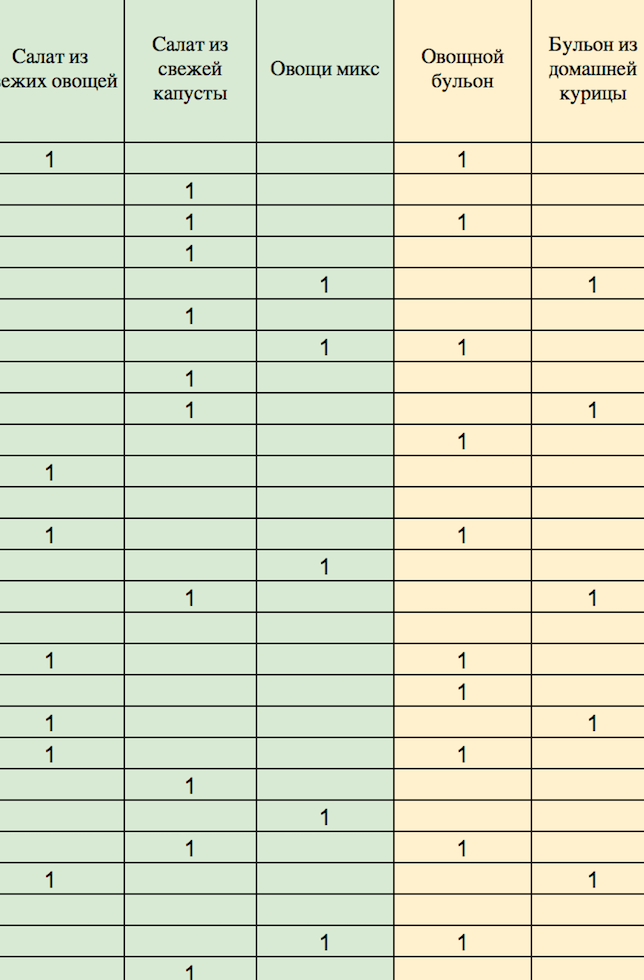 Салат из
ежих овощей
Салат из
свежей
капусты
Овощи микс
Овощной
бульон
Бульон из
домашней
курицы
1 1
1
1 1
1
1 1
1
1 1
1
1 1
1
1
1 1
1
1 1
1 1
1
1 1
1 1
1
1
1 1
1 1
1 1
1